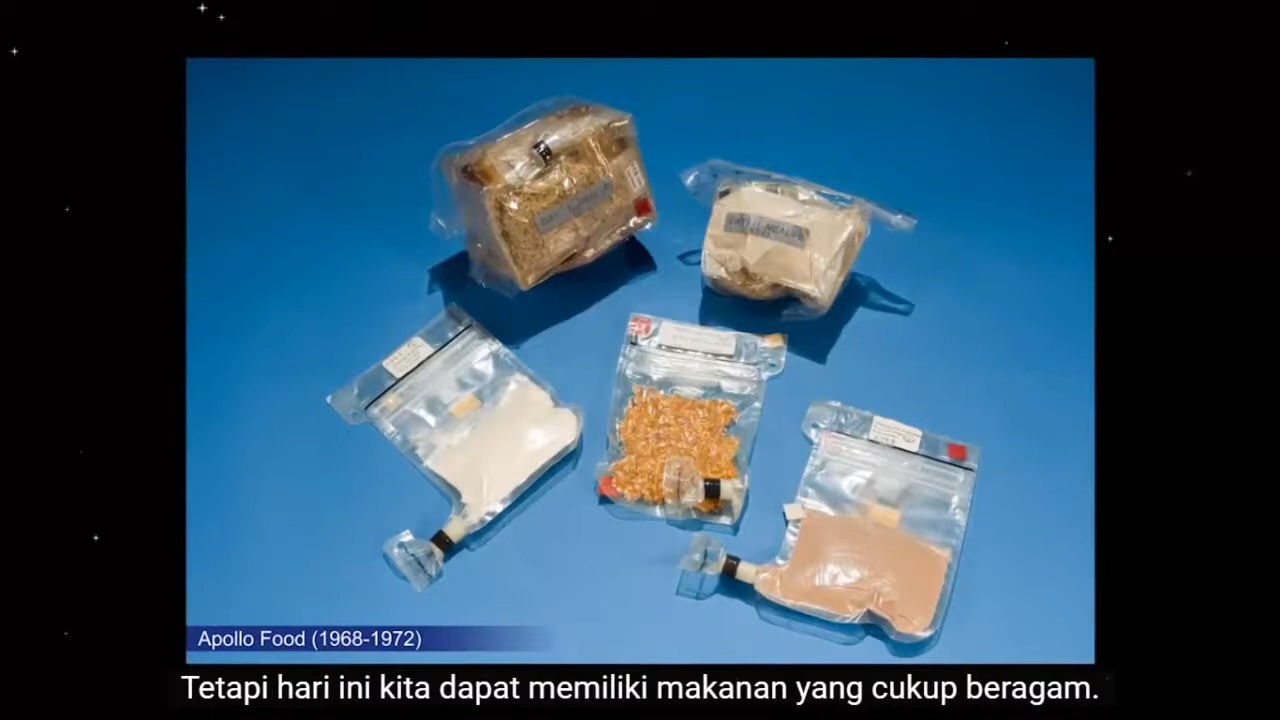 Apollo Food (1968-1972)
Tetapi hari ini kita dapat memiliki makanan yang cukup beragam.